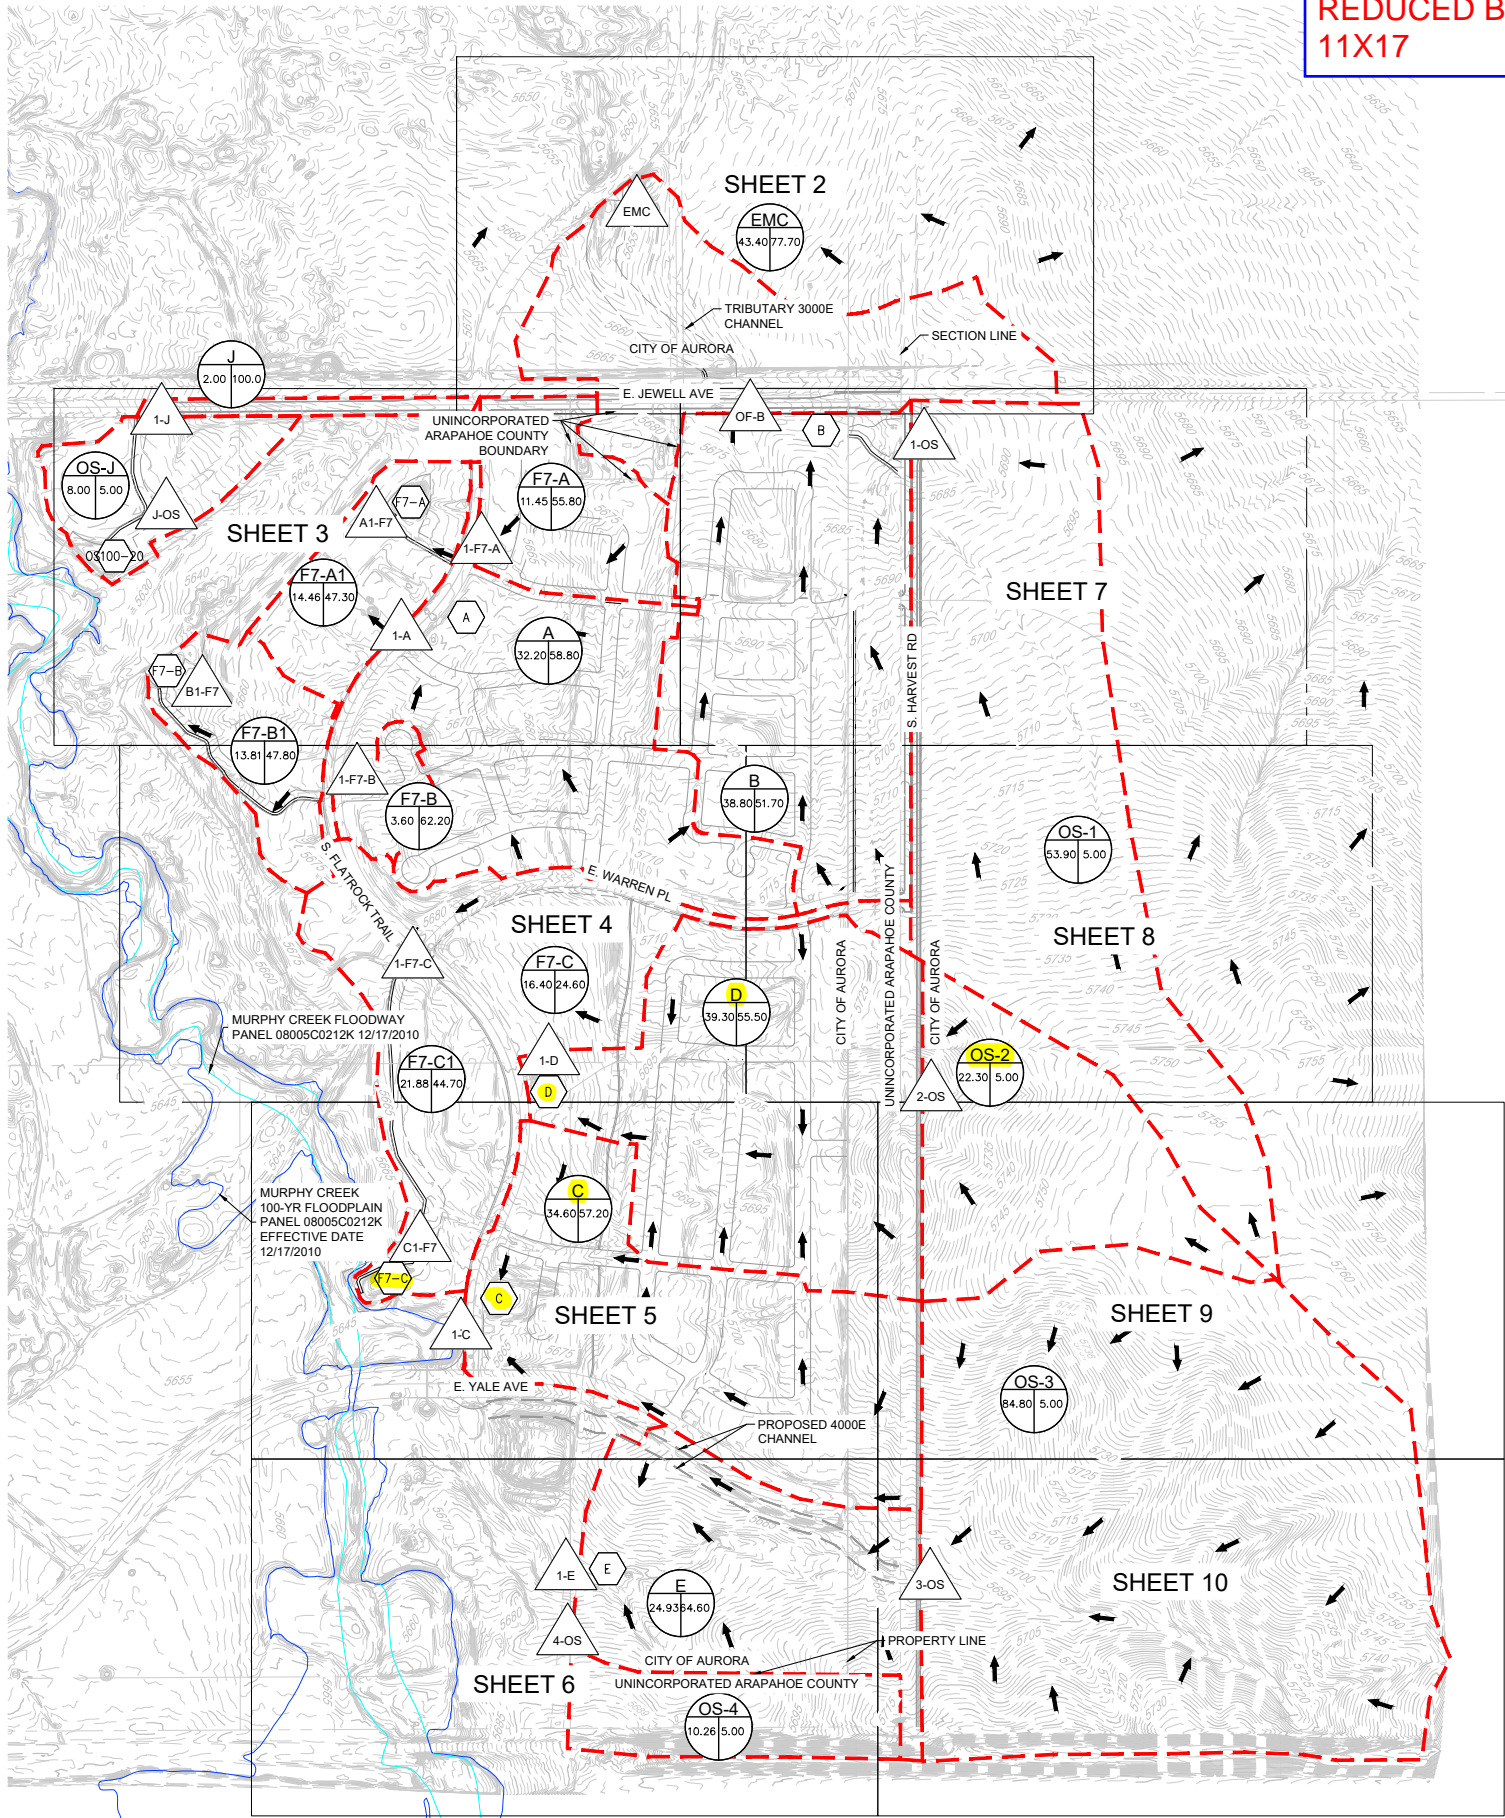 REDUCED B
11X17
SHEET 2
EMC
EMC
43.40 77.70
TRIBUTARY 3000E
CHANNEL
SECTION LINE
CITY OF AURORA
J
2.00 100.0
E. JEWELL AVE
1-J
OF-B
B
1-OS
UNINCORPORATED
ARAPAHOE COUNTY
BOUNDARY
OS-J
8.00 5.00
J-OS
OS100-20
SHEET 3
F7-A
11.45 55.80
F7-A
A1-F7
1-F7-A
F7-A1
14.46 47.30
1-A
A
A
32.20 58.80
SHEET 7
S. HARVEST RD
F7-B
B1-F7
F7-B1
13.81 47.80
1-F7-B
F7-B
3.60 62.20
B
38.80 51.70
OS-1
53.90 5.00
S. FLATROCK TRAIL
E. WARREN PL
SHEET 4
SHEET 8
1-F7-C
F7-C
16.40 24.60
D
39.30 55.50
CITY OF AURORA
UNINCORPORATED ARAPAHOE COUNTY
CITY OF AURORA
MURPHY CREEK FLOODWAY
PANEL 08005C0212K 12/17/2010
F7-C1
21.88 44.70
1-D
D
OS-2
22.30 5.00
2-OS
MURPHY CREEK
100-YR FLOODPLAIN
PANEL 08005C0212K
EFFECTIVE DATE
12/17/2010
C
34.60 57.20
C1-F7
F7-C
C
1-C
SHEET 5
SHEET 9
E. YALE AVE
OS-3
84.80 5.00
PROPOSED 4000E
CHANNEL
1-E
E
E
24.93 64.60
3-OS
SHEET 10
4-OS
PROPERTY LINE
CITY OF AURORA
UNINCORPORATED ARAPAHOE COUNTY
SHEET 6
OS-4
10.26 5.00